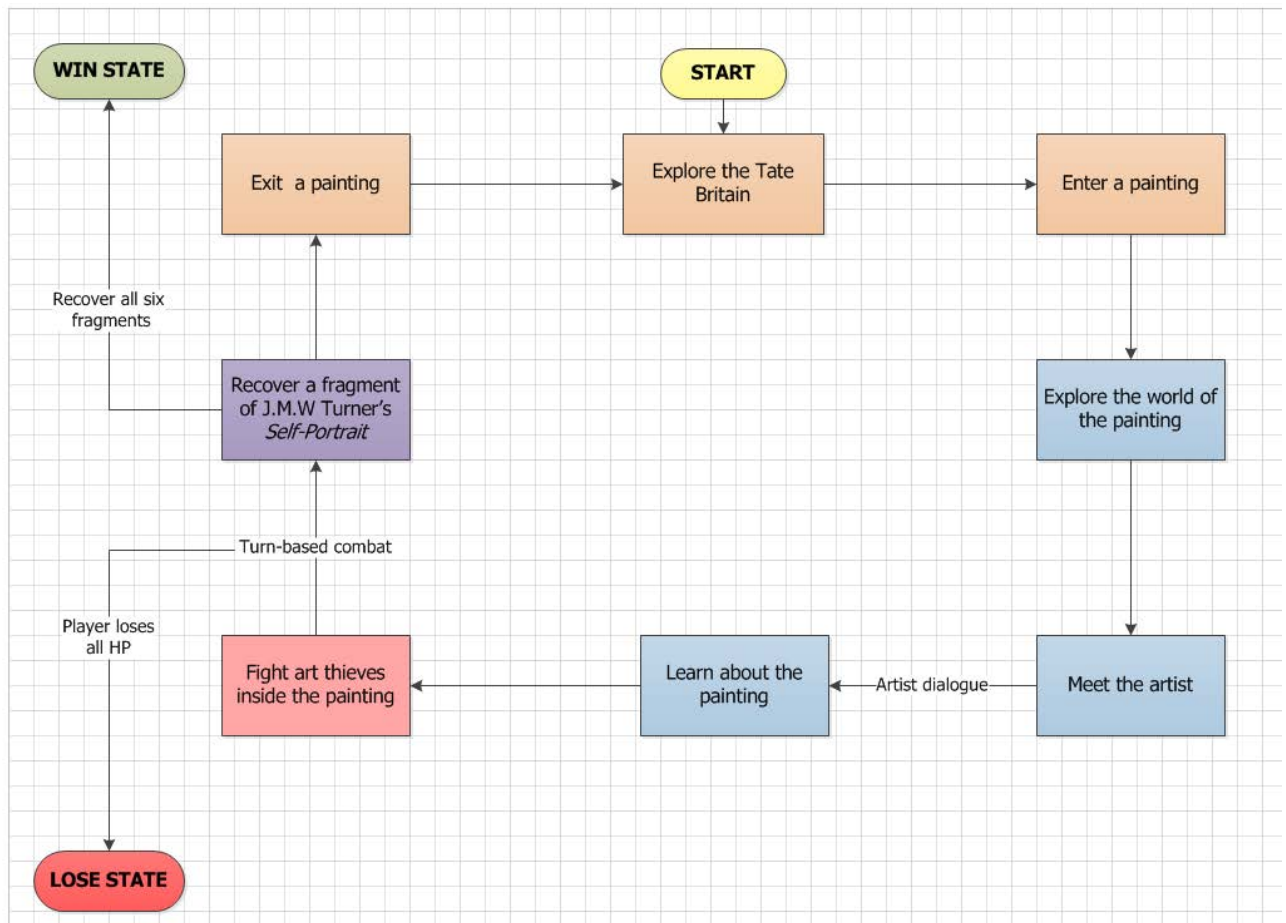 WIN STATE
START
Exit a painting
Explore the Tate
Britain
Enter a painting
Recover all six
fragments
Recover a fragment
of J.M.W Turner's
Self-Portrait
Explore the world of
the painting
Turn-based combat
Player loses
all HP
Fight art thieves
inside the painting
Learn about the
painting
Artist dialogue
Meet the artist
LOSE STATE